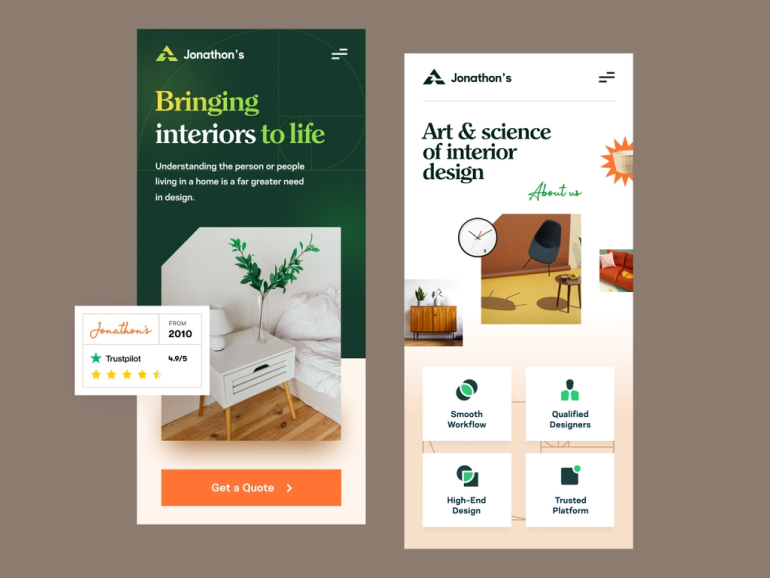 Jonathon's
Bringing
interiors to life
Understanding the person or people
living in a home is a far greater need
in design.
Jonathon's
FROM
2010
Trustpilot
4.9/5
Get a Quote
Jonathon's
Art & science
of interior
design
About us
Smooth
Workflow
Qualified
Designers
High-End
Design
Trusted
Platform